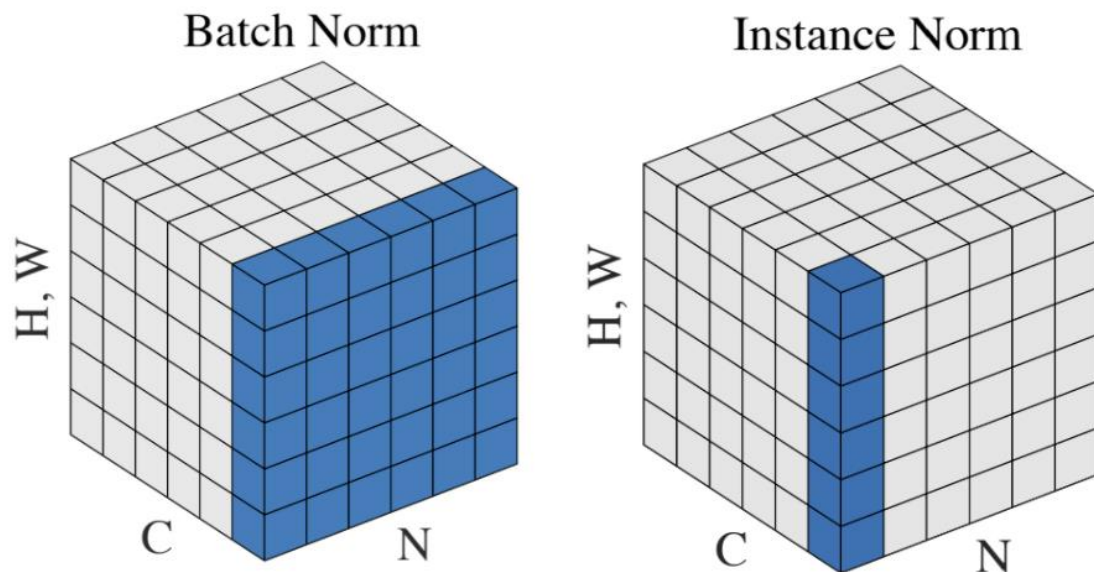 Batch Norm
H, W
C
N
Instance Norm
H, W
C
N